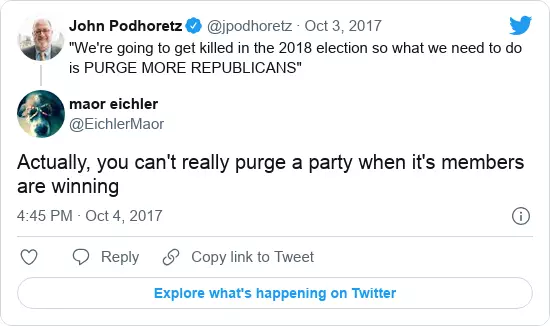 John Podhoretz @jpodhoretz · Oct 3, 2017
"We're going to get killed in the 2018 election so what we need to do
is PURGE MORE REPUBLICANS"
maor eichler
@EichlerMaor
Actually, you can't really purge a party when it's members
are winning
4:45 PM · Oct 4, 2017
Reply Copy link to Tweet
Explore what's happening on Twitter